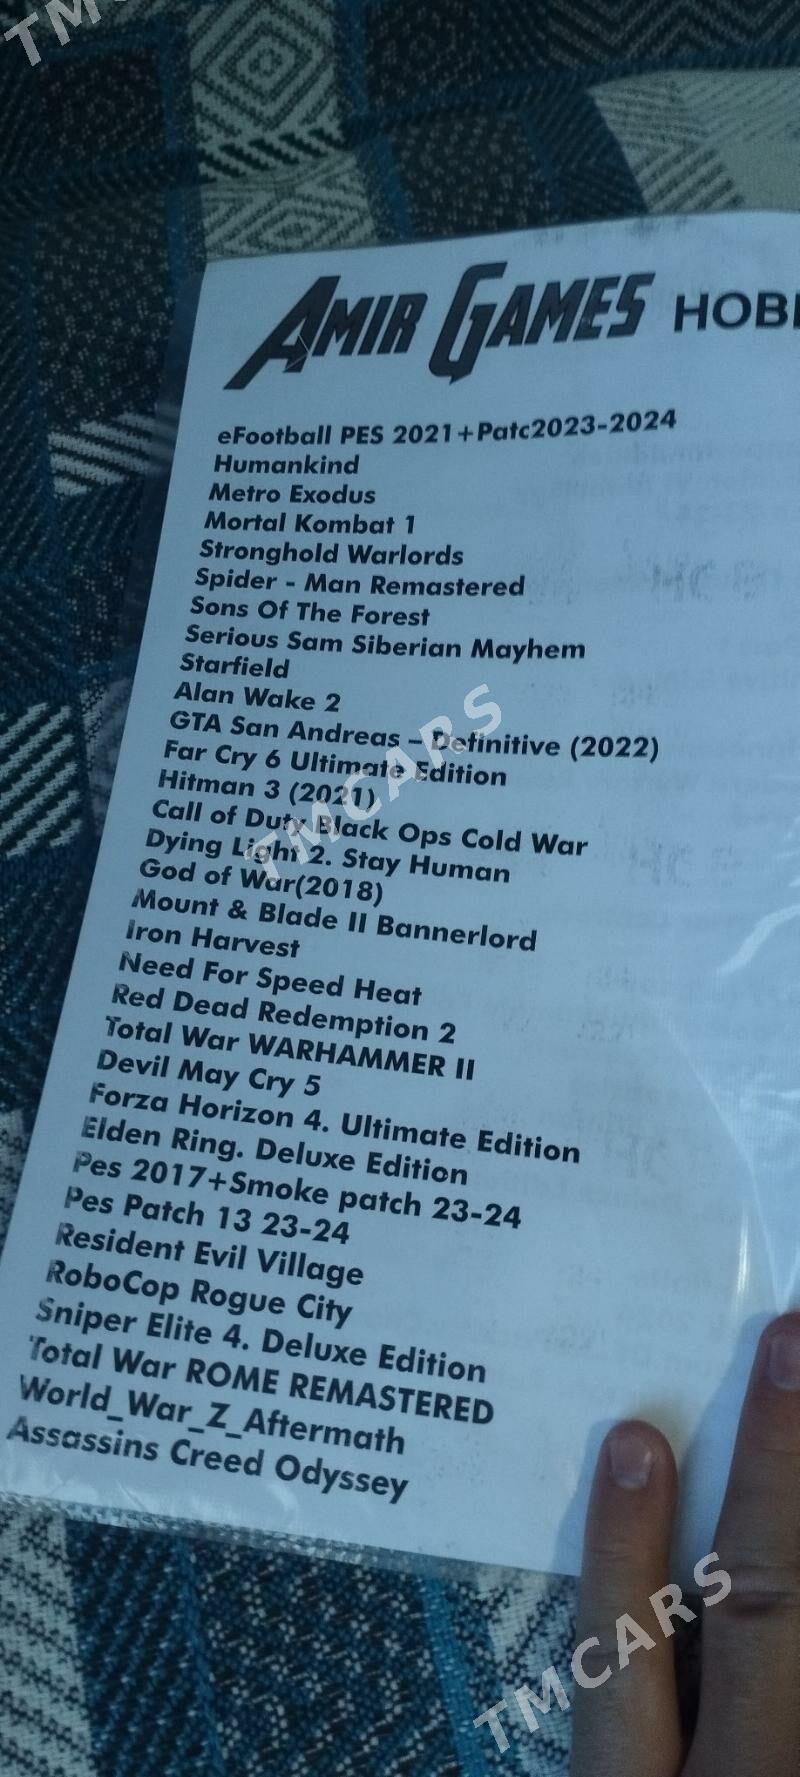 TMCARS
AMIR GAMES
eFootball PES 2021+Patc2023-2024
Humankind
Metro Exodus
Mortal Kombat 1
Stronghold Warlords
Spider - Man Remastered
Sons Of The Forest
Serious Sam Siberian Mayhem
Starfield
Alan Wake 2
GTA San Andreas – Definitive (2022)
Far Cry 6 Ultimate Edition
Hitman 3 (2021)
Call of Duty Black Ops Cold War
Dying Light 2. Stay Human
God of War(2018)
Mount & Blade II Bannerlord
Iron Harvest
Need For Speed Heat
Red Dead Redemption 2
Total War WARHAMMER II
Devil May Cry 5
Forza Horizon 4. Ultimate Edition
Elden Ring. Deluxe Edition
Pes 2017+Smoke patch 23-24
Pes Patch 13 23-24
Resident Evil Village
RoboCop Rogue City
Sniper Elite 4. Deluxe Edition
Total War ROME REMASTERED
World_War_Z_Aftermath
Assassins Creed Odyssey
TMCARS